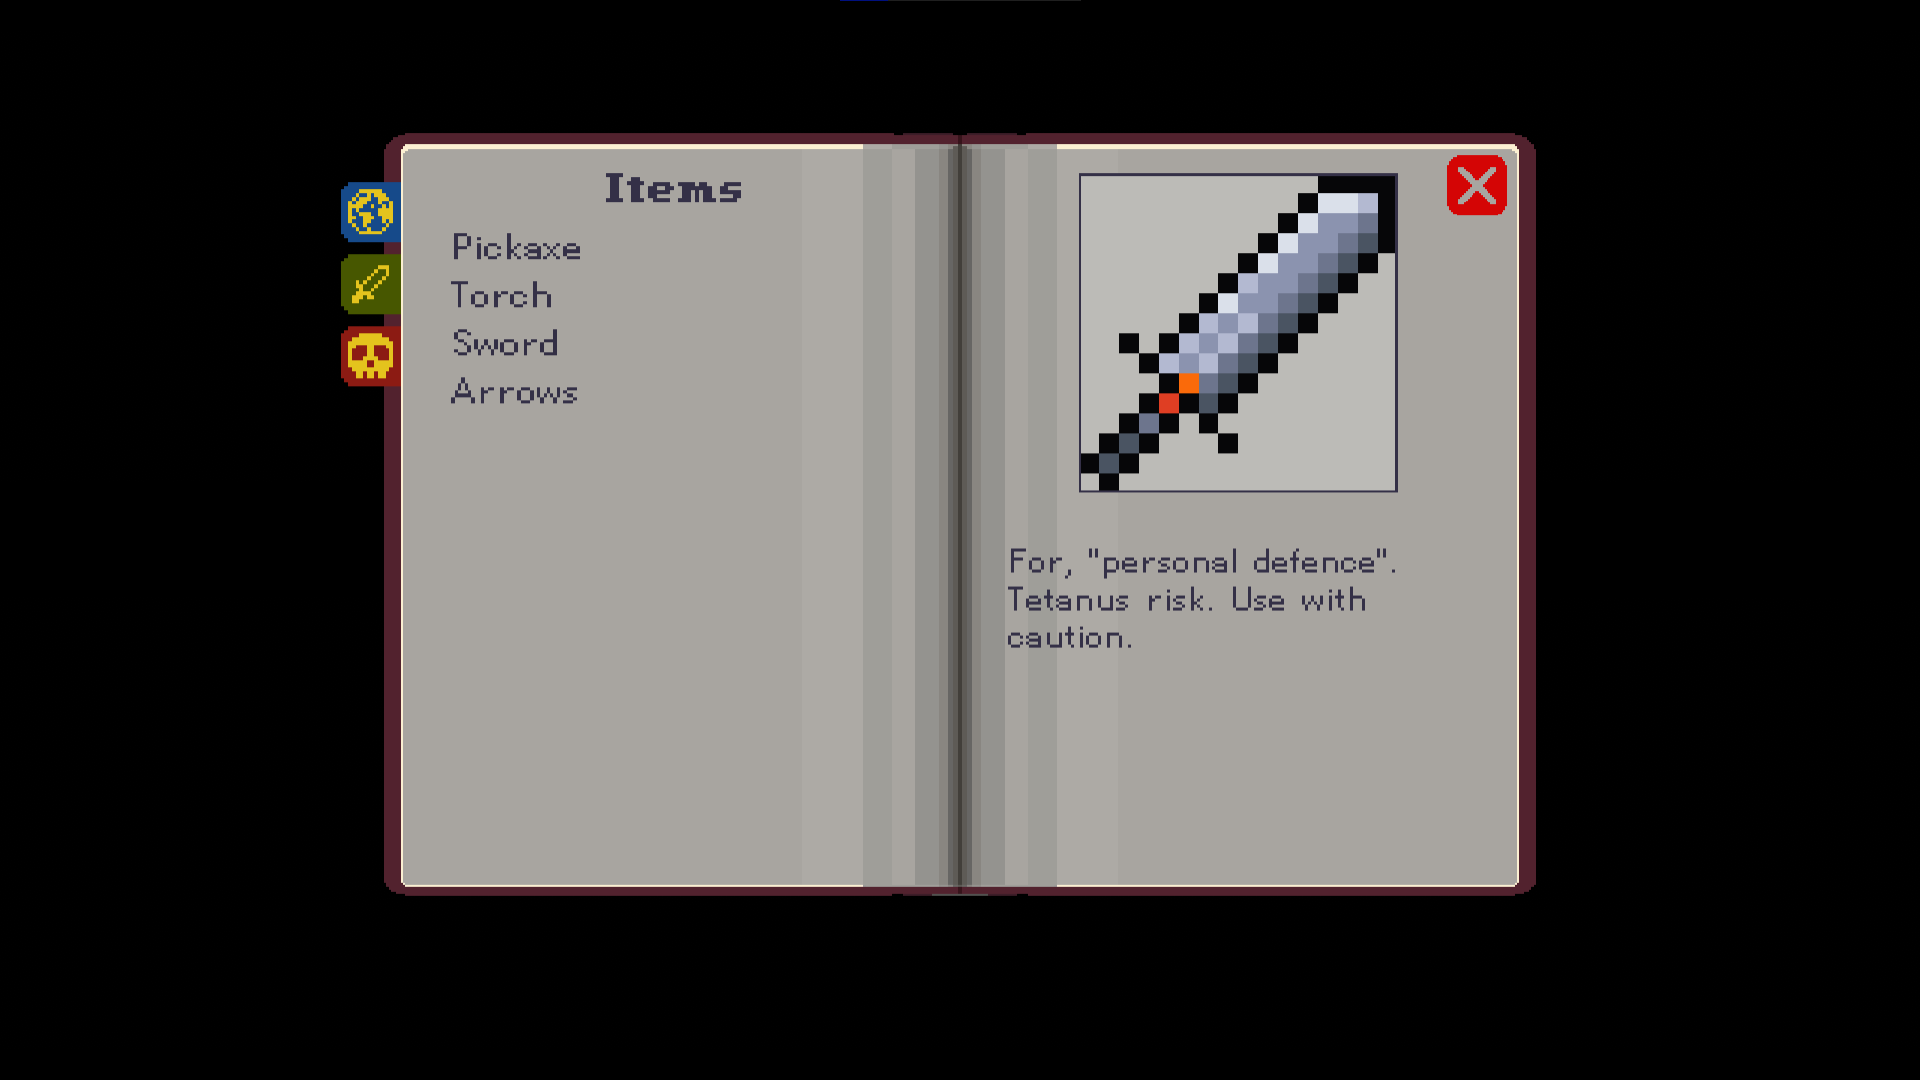 Items
Pickaxe
Torch
Sword
Arrows
For, "personal defence".
Tetanus risk. Use with
caution.